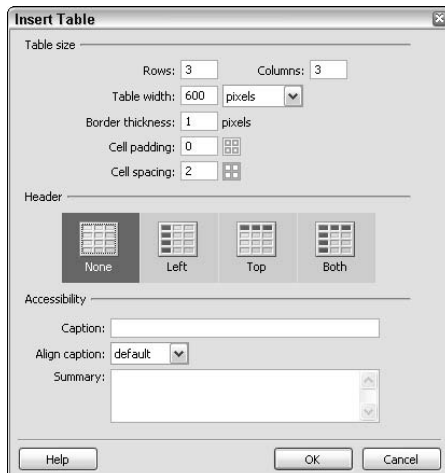 Insert Table
Table size
Rows: 3 Columns: 3
Table width: 600 pixels
Border thickness: 1 pixels
Cell padding: 0
Cell spacing: 2
Header
None Left Top Both
Accessibility
Caption:
Align caption: default
Summary:
Help OK Cancel